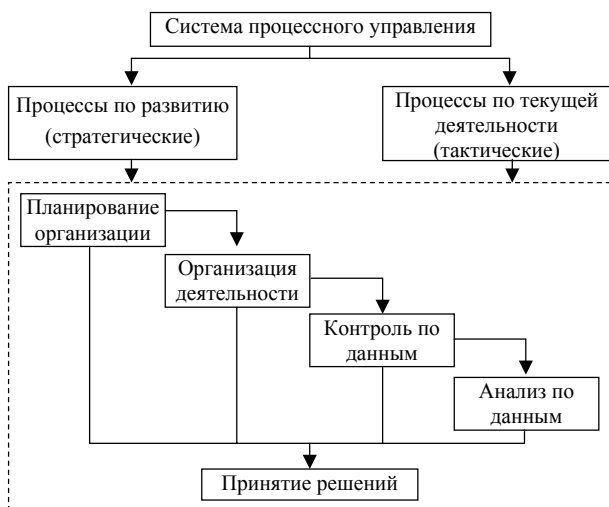 Система процессного управления
Процессы по развитию
(стратегические)
Процессы по текущей
деятельности
(тактические)
Планирование
организации
Организация
деятельности
Контроль по
данным
Анализ по
данным
Принятие решений